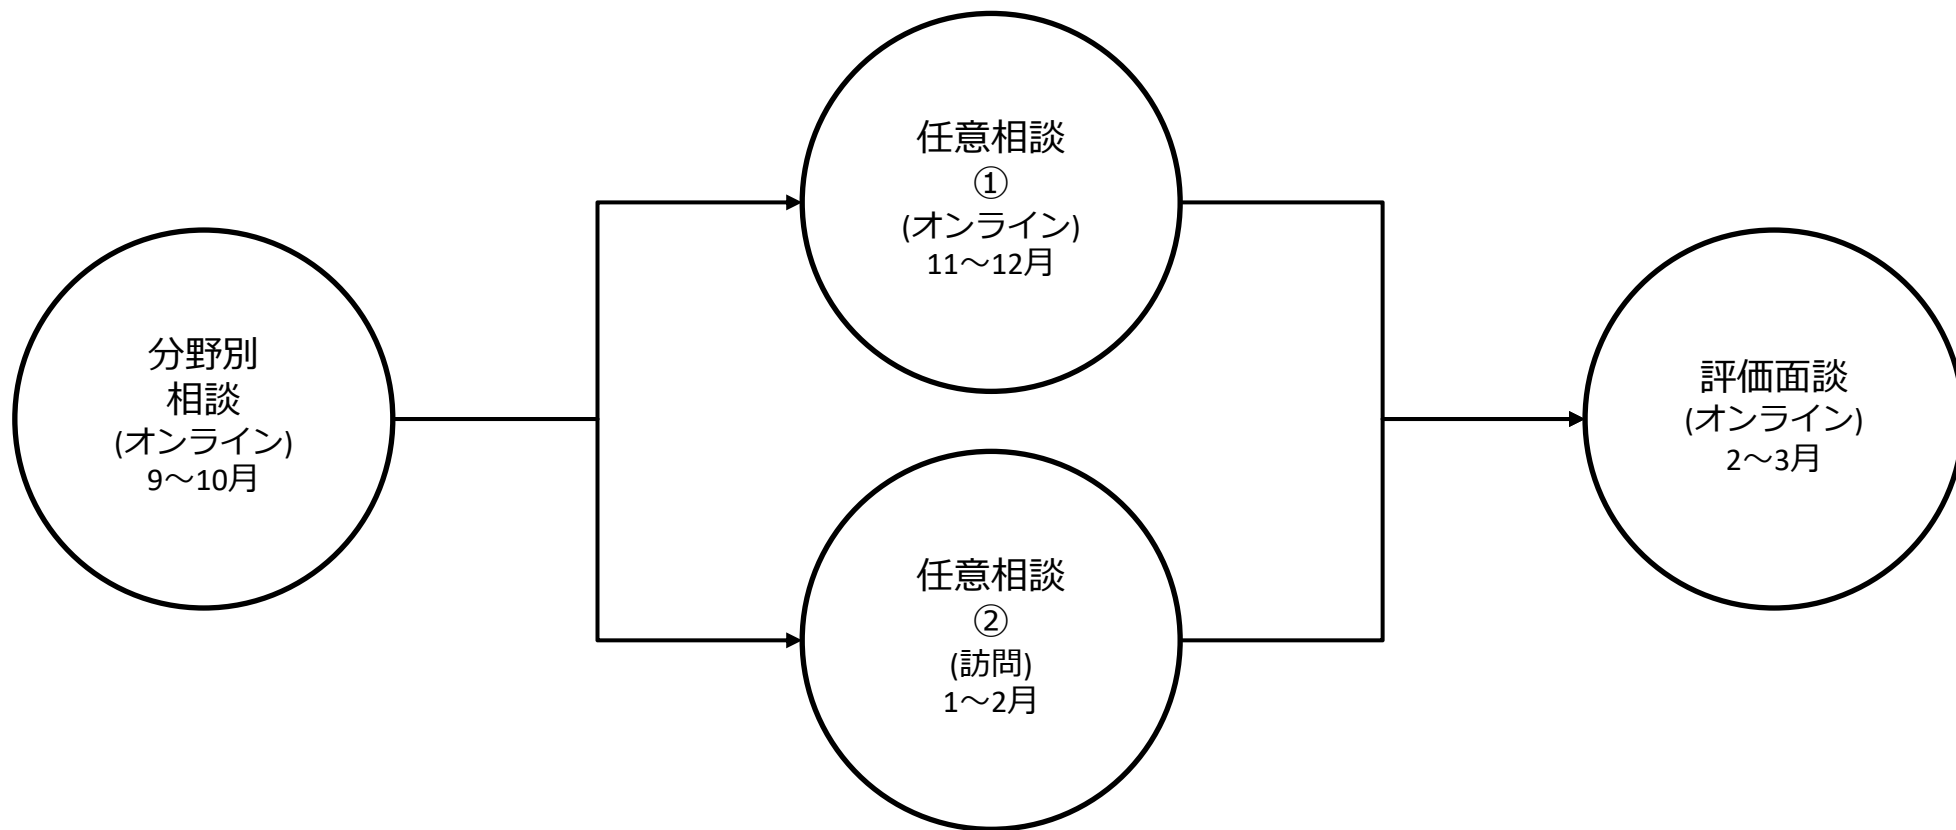 分野別
相談
(オンライン)
9～10月
任意相談
①
(オンライン)
11～12月
任意相談
②
(訪問)
1～2月
評価面談
(オンライン)
2～3月